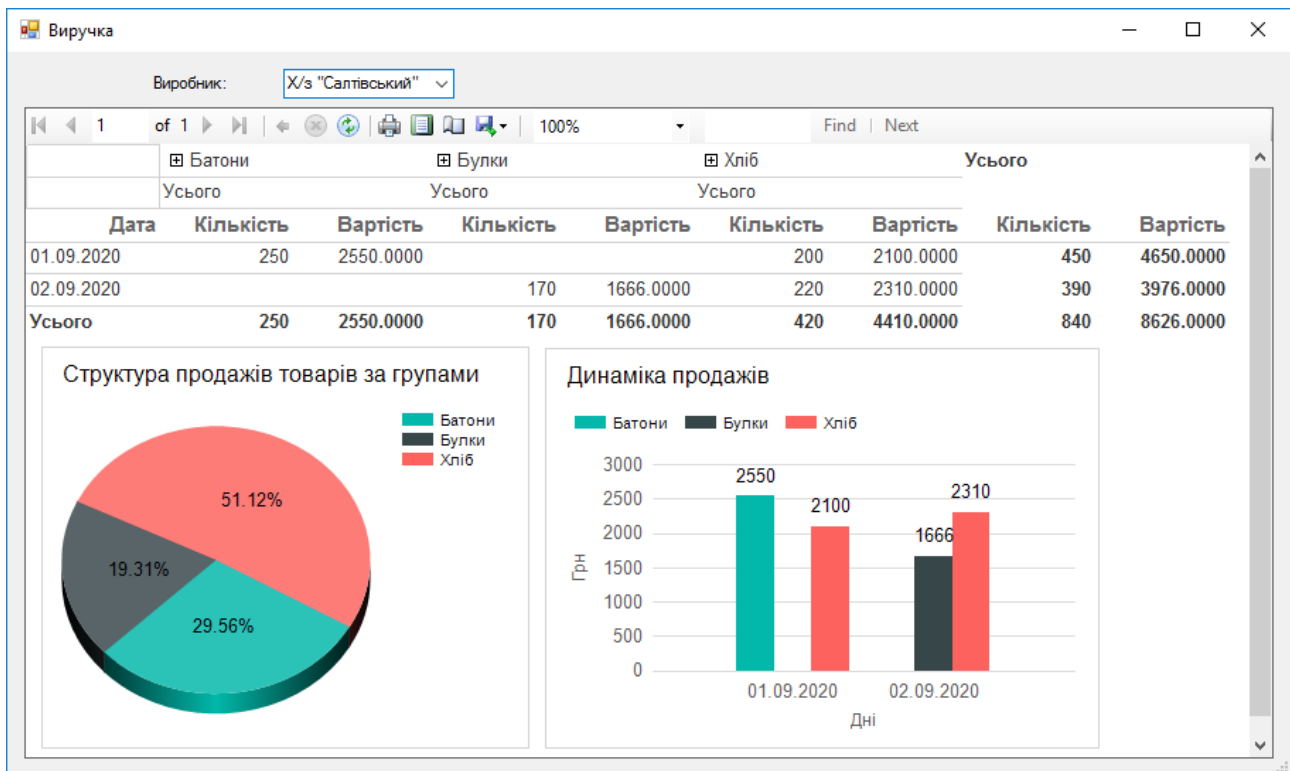 Виручка
Виробник: Х/з "Салтівський"
1 of 1 100% Find | Next
Батони Булки Хліб Усього
Усього Усього Усього
Дата Кількість Вартість Кількість Вартість Кількість Вартість Кількість Вартість
01.09.2020 250 2550.0000 200 2100.0000 450 4650.0000
02.09.2020 170 1666.0000 220 2310.0000 390 3976.0000
Усього 250 2550.0000 170 1666.0000 420 4410.0000 840 8626.0000
Структура продажів товарів за групами
Батони
Булки
Хліб
51.12%
19.31%
29.56%
Динаміка продажів
Батони Булки Хліб
3000
2500
2000
1500
1000
500
0
2550
2100
1666
2310
Грн
01.09.2020 02.09.2020
Дні